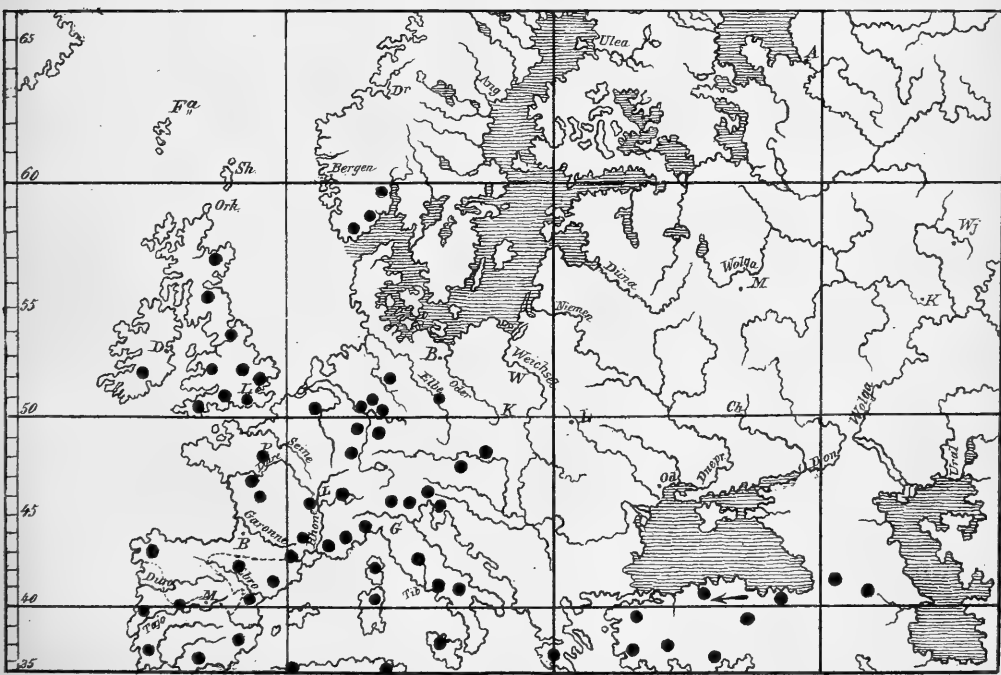 65
Ulea
A
Ang
Dr
Fä
Sh.
Bergen
60
Ork.
Wj
Düna
Wolga
M.
55
Niemen
K
D.
B.
Weichsel
Elbe
Oder
W
L.
Wolga
50
K
Ch.
L
Seine
P
Loire
Dnepr
Don
Ural
Od.
L
45
Garonne
Rhone
G
B
Duro
Ebro
Tib
40
M.
Tajo
35